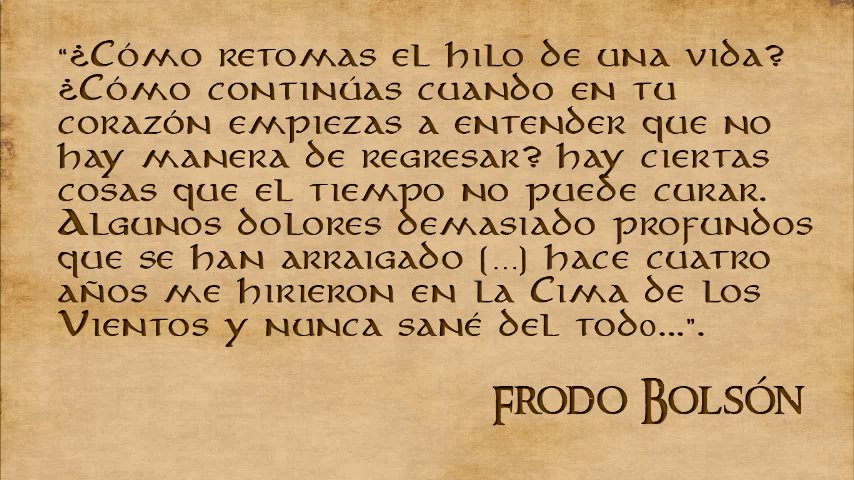 "¿Cómo retomas el hilo de una vida?
¿Cómo continúas cuando en tu
corazón empiezas a entender que no
hay manera de regresar? hay ciertas
cosas que el tiempo no puede curar.
Algunos dolores demasiado profundos
que se han arraigado (...) hace cuatro
años me hirieron en la Cima de los
Vientos y nunca sané del todo...".
Frodo Bolsón